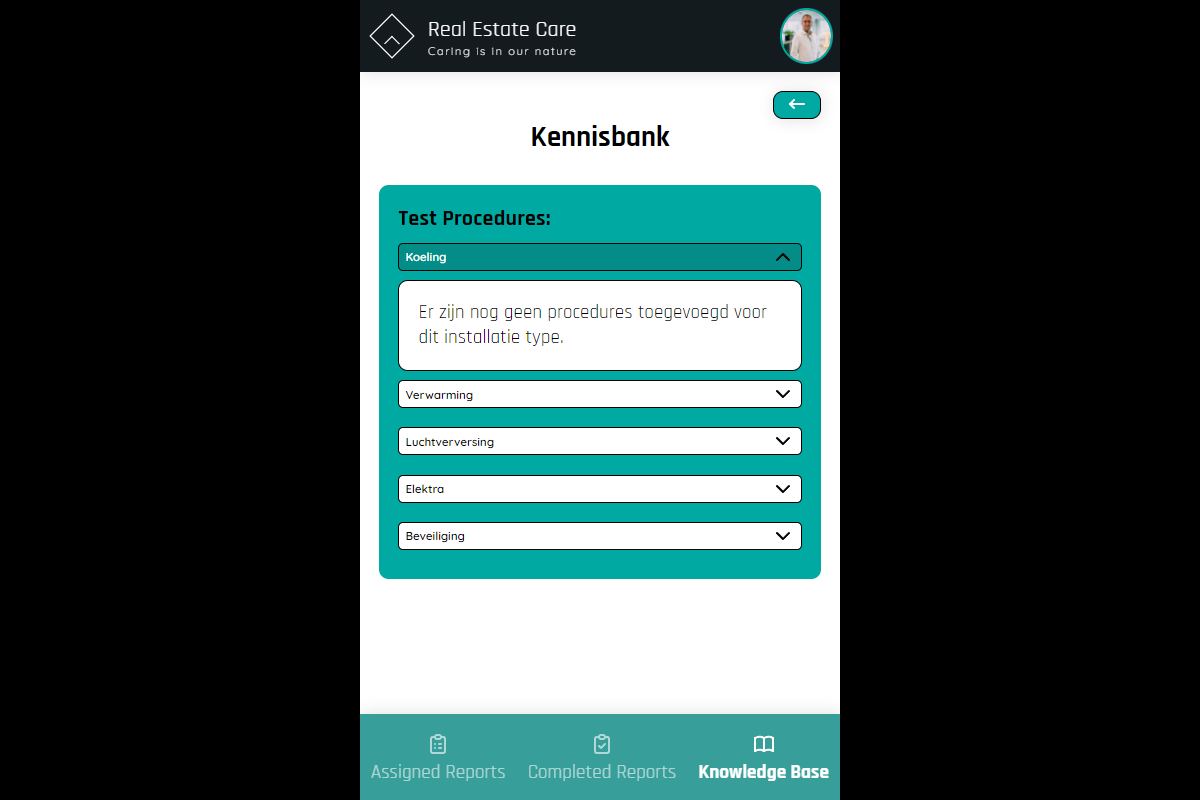 Real Estate Care
Caring is in our nature
Kennisbank
Test Procedures:
Koeling
Er zijn nog geen procedures toegevoegd voor
dit installatie type.
Verwarming
Luchtverversing
Elektra
Beveiliging
Assigned Reports
Completed Reports
Knowledge Base